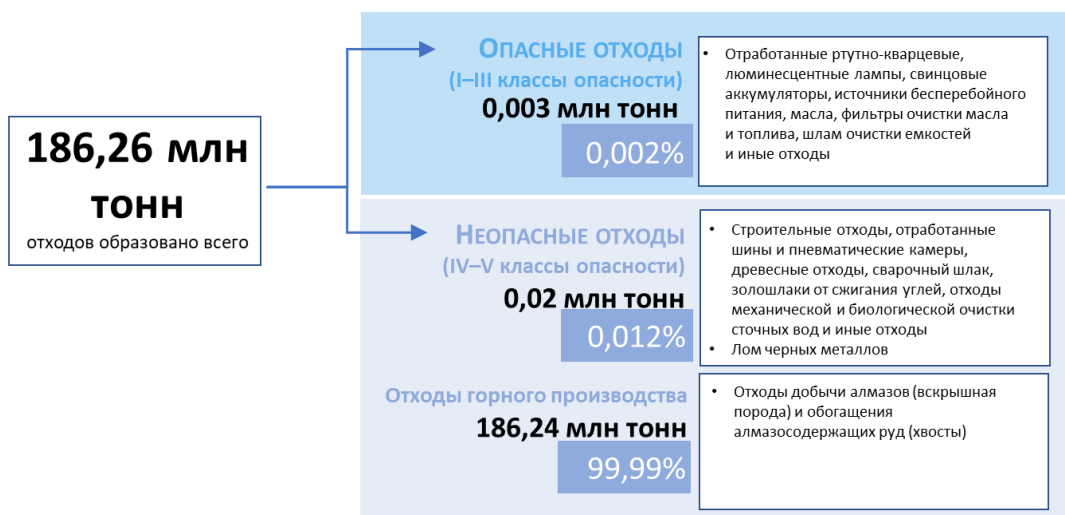 186,26 млн
тонн
отходов образовано всего
ОПАСНЫЕ ОТХОДЫ
(I–III классы опасности)
0,003 млн тонн
0,002%
• Отработанные ртутно-кварцевые,
люминесцентные лампы, свинцовые
аккумуляторы, источники бесперебойного
питания, масла, фильтры очистки масла
и топлива, шлам очистки емкостей
и иные отходы
НЕОПАСНЫЕ ОТХОДЫ
(IV–V классы опасности)
0,02 млн тонн
0,012%
• Строительные отходы, отработанные
шины и пневматические камеры,
древесные отходы, сварочный шлак,
золошлаки от сжигания углей, отходы
механической и биологической очистки
сточных вод и иные отходы
• Лом черных металлов
Отходы горного производства
186,24 млн тонн
99,99%
• Отходы добычи алмазов (вскрышная
порода) и обогащения
алмазосодержащих руд (хвосты)